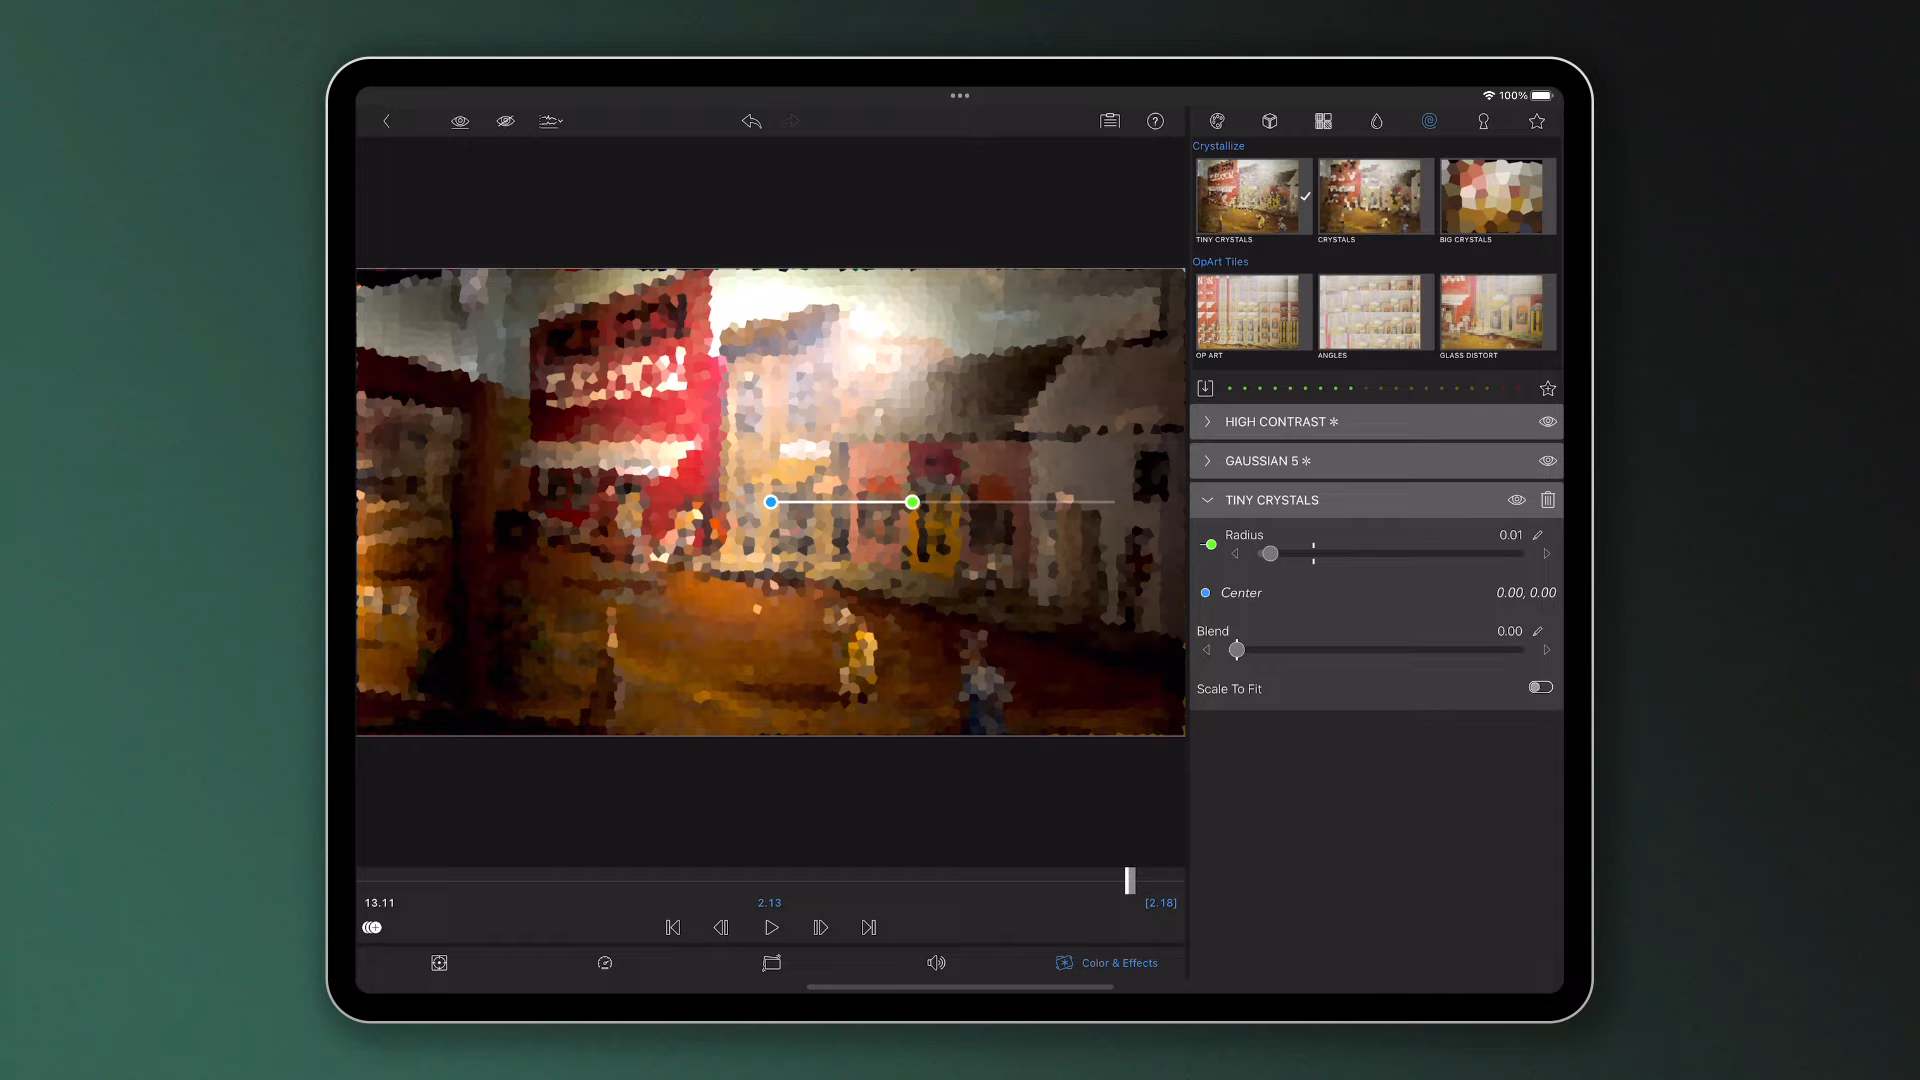 100%
Crystallize
TINY CRYSTALS
CRYSTALS
BIG CRYSTALS
OpArt Tiles
OP ART
ANGLES
GLASS DISTORT
HIGH CONTRAST ✻
GAUSSIAN 5 ✻
TINY CRYSTALS
Radius 0.01
Center 0.00, 0.00
Blend 0.00
Scale To Fit
13.11 2.13 [2.18]
Color & Effects